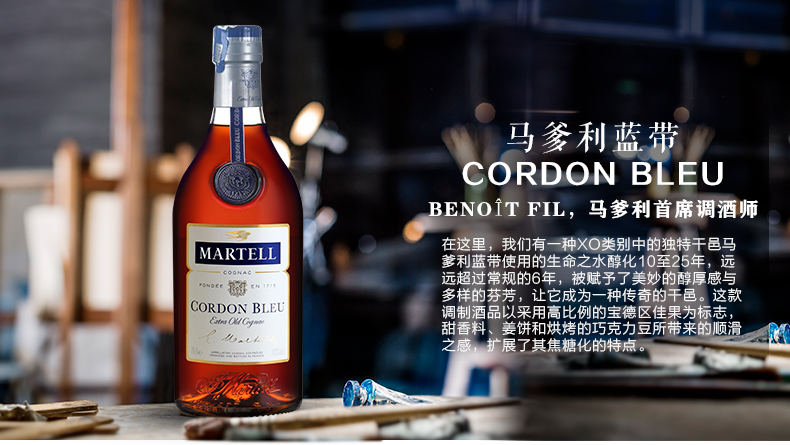 MARTELL
COGNAC
FONDÉE EN 1715
CORDON BLEU
Extra Old Cognac
马爹利蓝带
CORDON BLEU
BENOÎT FIL，马爹利首席调酒师
在这里，我们有一种XO类别中的独特干邑马
爹利蓝带使用的生命之水醇化10至25年，远
远超过常规的6年，被赋予了美妙的醇厚感与
多样的芬芳，让它成为一种传奇的干邑。这款
调制酒品以采用高比例的宝德区佳果为标志，
甜香料、姜饼和烘烤的巧克力豆所带来的顺滑
之感，扩展了其焦糖化的特点。